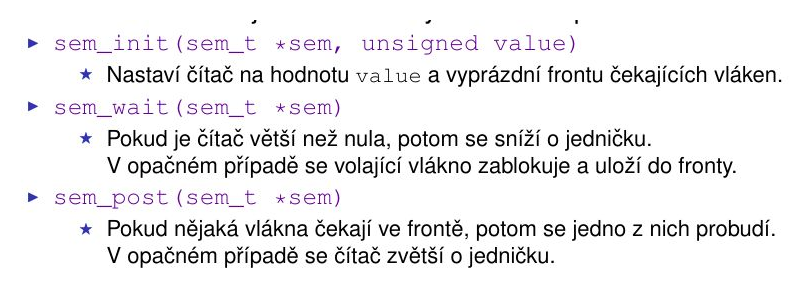 ► sem_init(sem_t *sem, unsigned value)
★ Nastaví čítač na hodnotu value a vyprázdní frontu čekajících vláken.
► sem_wait(sem_t *sem)
★ Pokud je čítač větší než nula, potom se sníží o jedničku.
V opačném případě se volající vlákno zablokuje a uloží do fronty.
► sem_post(sem_t *sem)
★ Pokud nějaká vlákna čekají ve frontě, potom se jedno z nich probudí.
V opačném případě se čítač zvětší o jedničku.